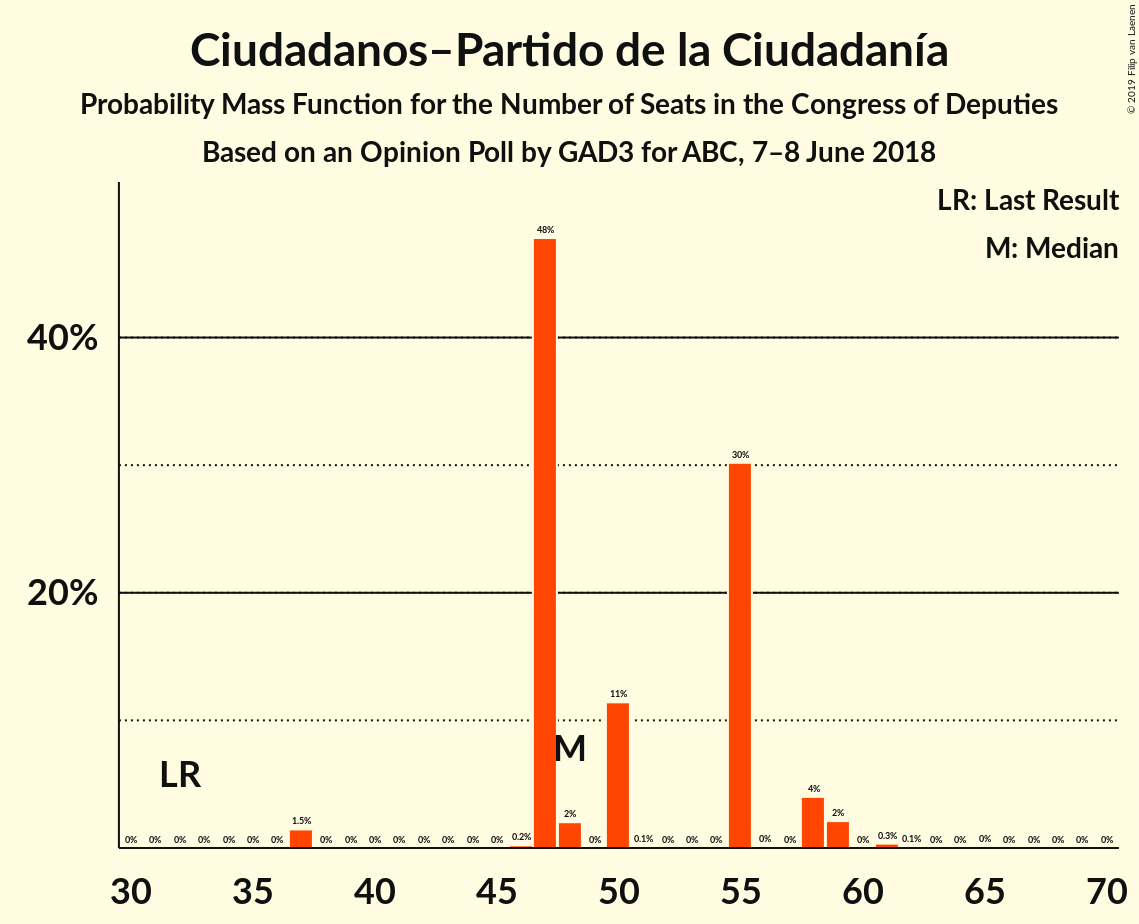 Ciudadanos–Partido de la Ciudadanía
Probability Mass Function for the Number of Seats in the Congress of Deputies
Based on an Opinion Poll by GAD3 for ABC, 7–8 June 2018
© 2019 Filip van Laenen
LR: Last Result
M: Median
40%
20%
LR
M
0% 0% 0% 0% 0% 0% 0% 1.5% 0% 0% 0% 0% 0% 0% 0% 0% 0.2% 48% 2% 0% 11% 0.1% 0% 0% 0% 30% 0% 0% 4% 2% 0% 0.3% 0.1% 0% 0% 0% 0% 0% 0% 0% 0%
30 35 40 45 50 55 60 65 70